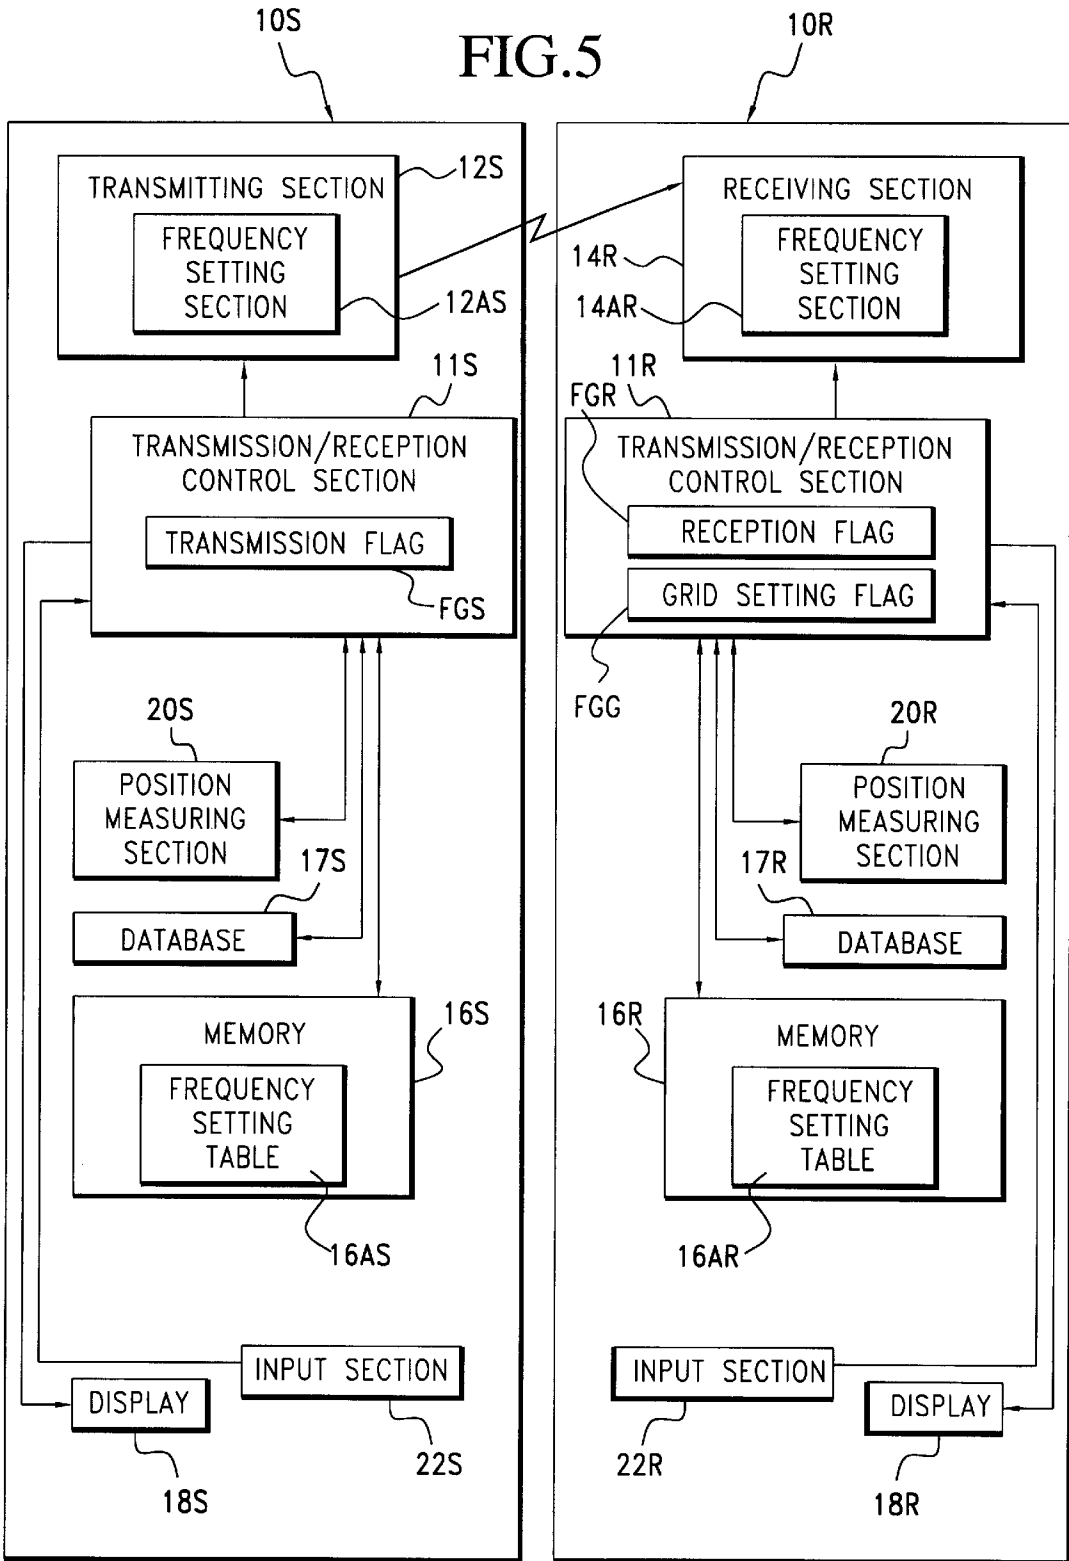 10S
FIG.5
10R
TRANSMITTING SECTION
12S
FREQUENCY
SETTING
SECTION
12AS
RECEIVING SECTION
14R
FREQUENCY
SETTING
SECTION
14AR
11S
TRANSMISSION/RECEPTION
CONTROL SECTION
TRANSMISSION FLAG
FGS
FGR
11R
TRANSMISSION/RECEPTION
CONTROL SECTION
RECEPTION FLAG
GRID SETTING FLAG
FGG
20S
POSITION
MEASURING
SECTION
17S
DATABASE
20R
POSITION
MEASURING
SECTION
17R
DATABASE
MEMORY
16S
FREQUENCY
SETTING
TABLE
16AS
16R
MEMORY
FREQUENCY
SETTING
TABLE
16AR
INPUT SECTION
22S
DISPLAY
18S
INPUT SECTION
22R
DISPLAY
18R